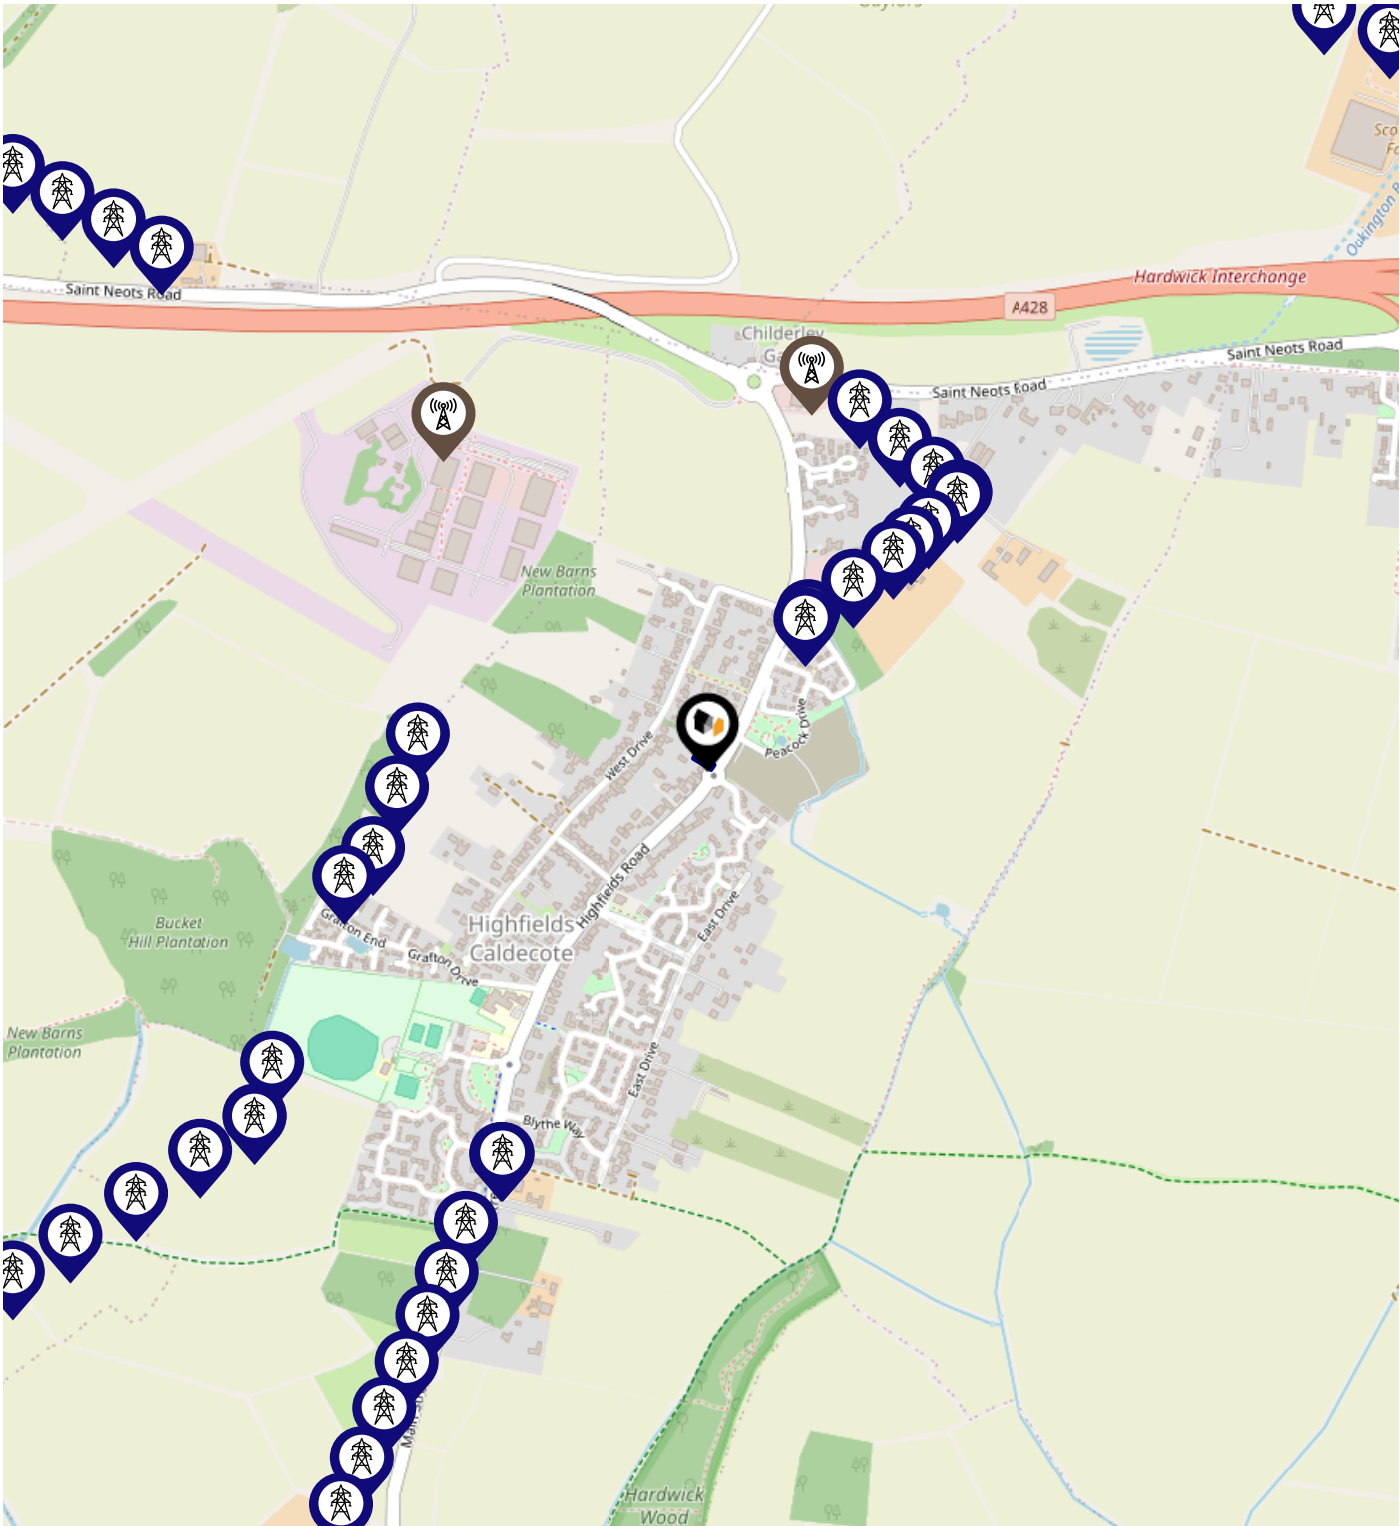 Saint Neots Road
Hardwick Interchange
A428
Childerley
Saint Neots Road
Saint Neots Road
New Barns
Plantation
West Drive
Peacock Drive
Highfields Road
East Drive
Bucket
Hill Plantation
Grafton End
Grafton Drive
Highfields
Caldecote
New Barns
Plantation
East Drive
Blythe Way
Hardwick
Wood